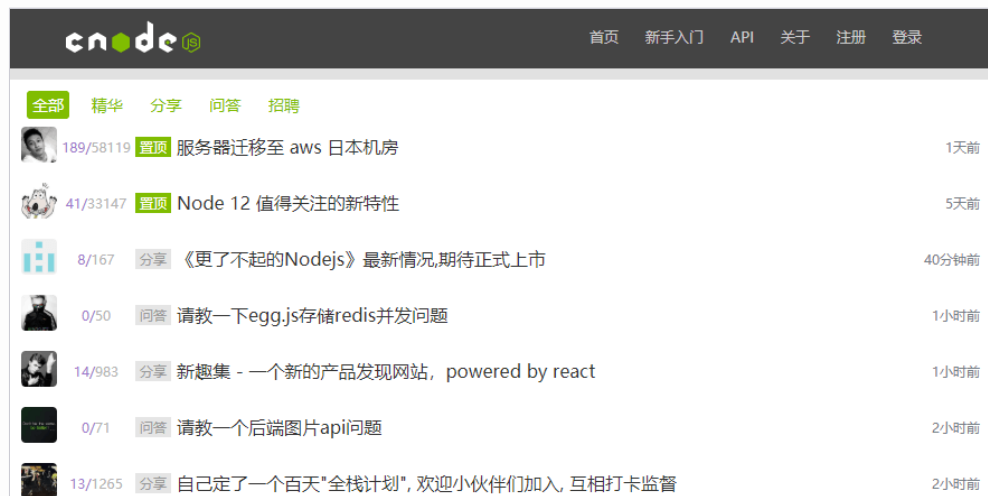 cnode JS 首页 新手入门 API 关于 注册 登录
全部 精华 分享 问答 招聘
189/58119 置顶 服务器迁移至 aws 日本机房 1天前
41/33147 置顶 Node 12 值得关注的新特性 5天前
8/167 分享 《更了不起的Nodejs》最新情况,期待正式上市 40分钟前
0/50 问答 请教一下egg.js存储redis并发问题 1小时前
14/983 分享 新趣集 - 一个新的产品发现网站，powered by react 1小时前
0/71 问答 请教一个后端图片api问题 2小时前
13/1265 分享 自己定了一个百天"全栈计划", 欢迎小伙伴们加入, 互相打卡监督 2小时前